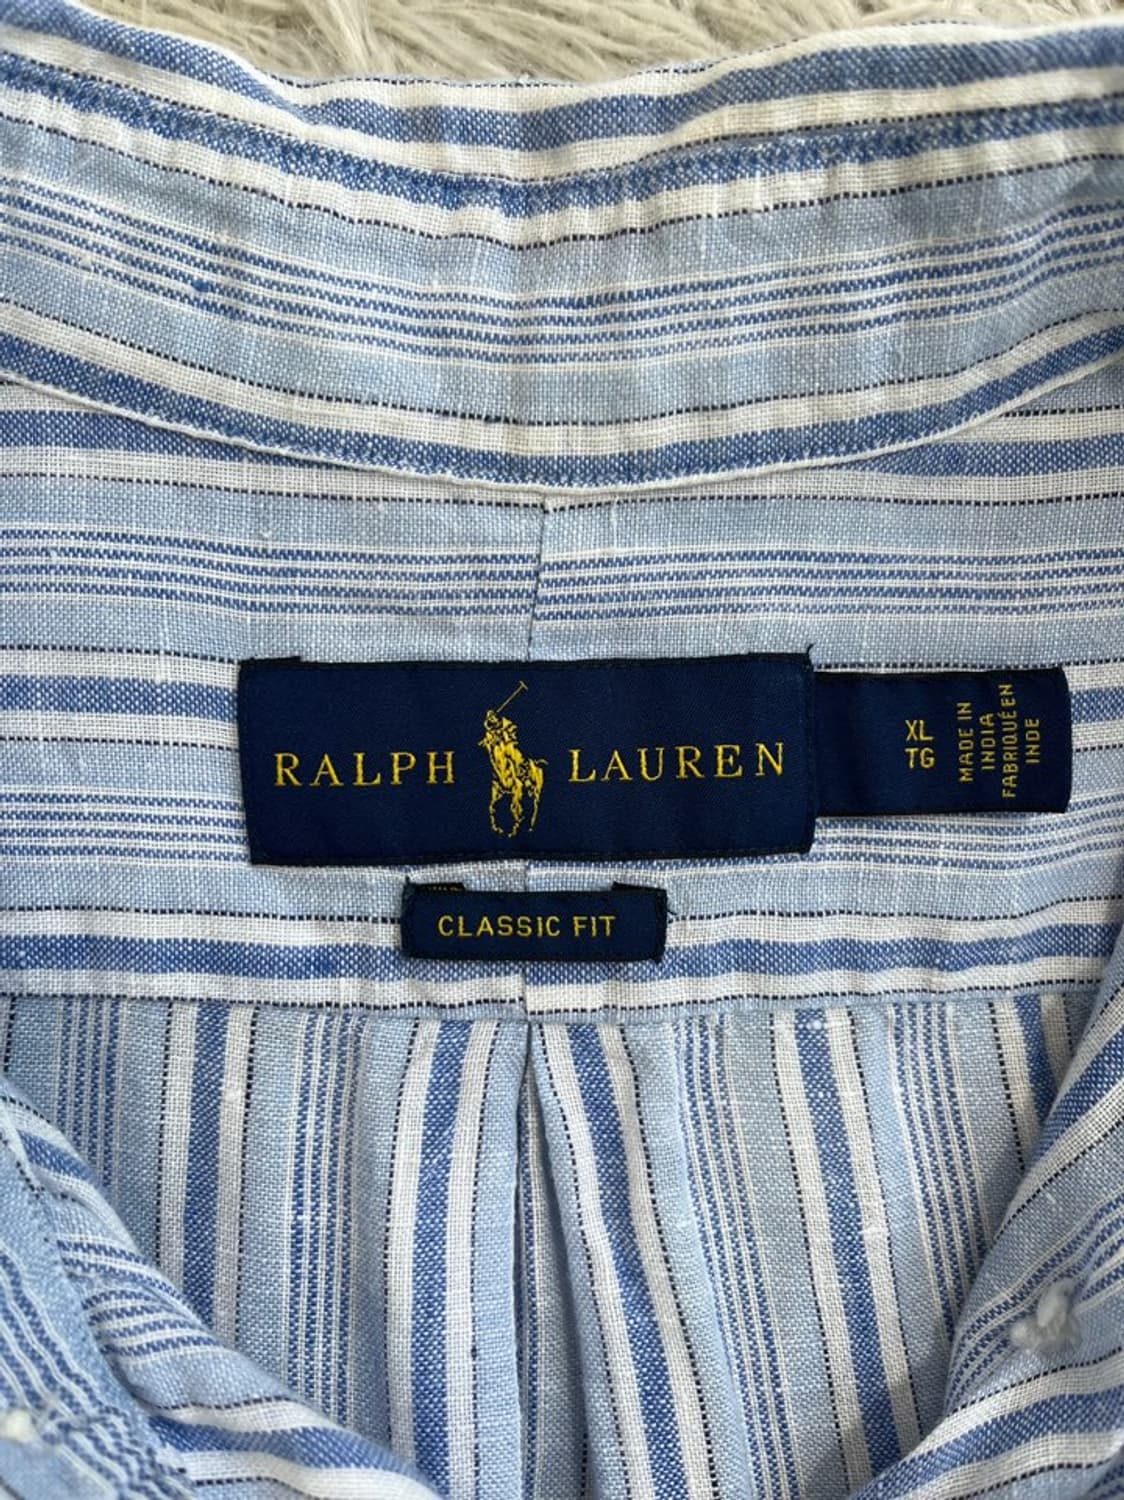 RALPH LAUREN
XL
TG
MADE IN
INDIA
FABRIQUÉ EN
INDE
CLASSIC FIT